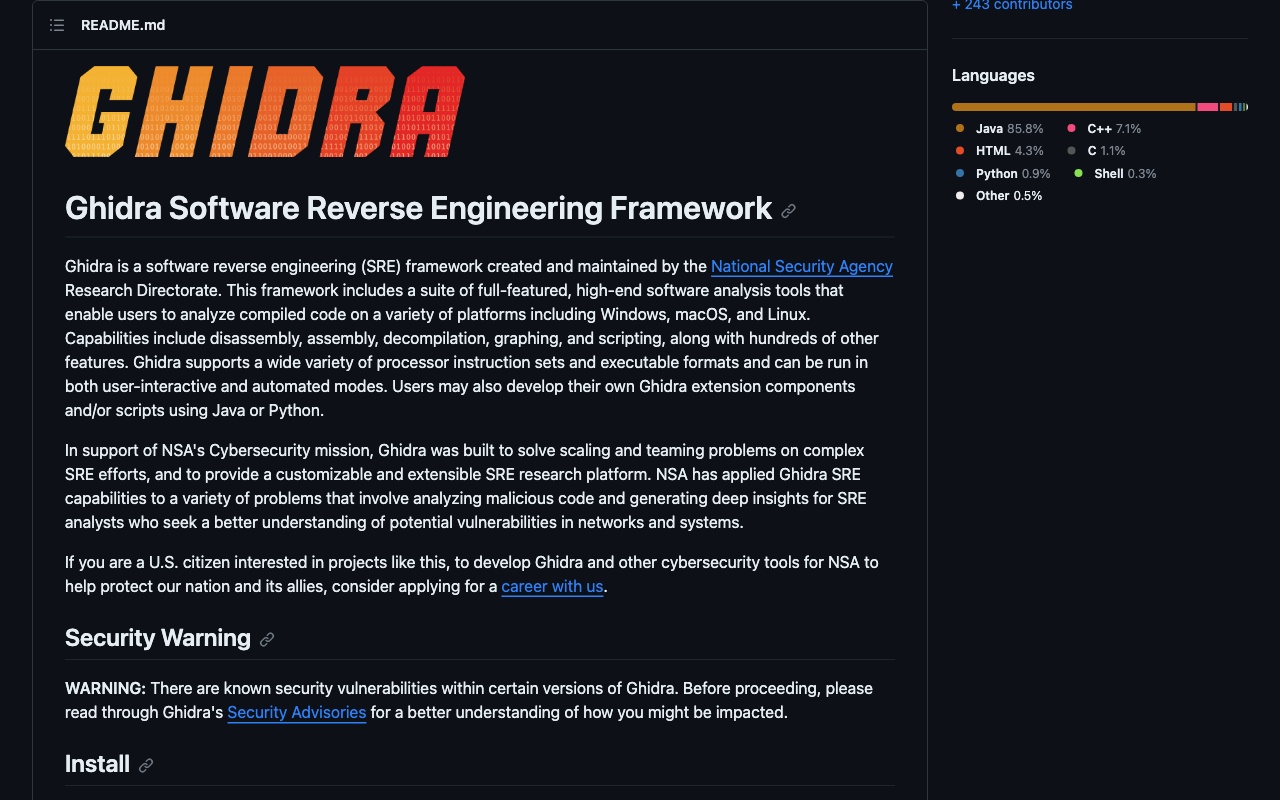 README.md
GHIDRA
Ghidra Software Reverse Engineering Framework
Ghidra is a software reverse engineering (SRE) framework created and maintained by the National Security Agency
Research Directorate. This framework includes a suite of full-featured, high-end software analysis tools that
enable users to analyze compiled code on a variety of platforms including Windows, macOS, and Linux.
Capabilities include disassembly, assembly, decompilation, graphing, and scripting, along with hundreds of other
features. Ghidra supports a wide variety of processor instruction sets and executable formats and can be run in
both user-interactive and automated modes. Users may also develop their own Ghidra extension components
and/or scripts using Java or Python.
In support of NSA's Cybersecurity mission, Ghidra was built to solve scaling and teaming problems on complex
SRE efforts, and to provide a customizable and extensible SRE research platform. NSA has applied Ghidra SRE
capabilities to a variety of problems that involve analyzing malicious code and generating deep insights for SRE
analysts who seek a better understanding of potential vulnerabilities in networks and systems.
If you are a U.S. citizen interested in projects like this, to develop Ghidra and other cybersecurity tools for NSA to
help protect our nation and its allies, consider applying for a career with us.
Security Warning
WARNING: There are known security vulnerabilities within certain versions of Ghidra. Before proceeding, please
read through Ghidra's Security Advisories for a better understanding of how you might be impacted.
Install
+ 243 contributors
Languages
Java 85.8% C++ 7.1%
HTML 4.3% C 1.1%
Python 0.9% Shell 0.3%
Other 0.5%